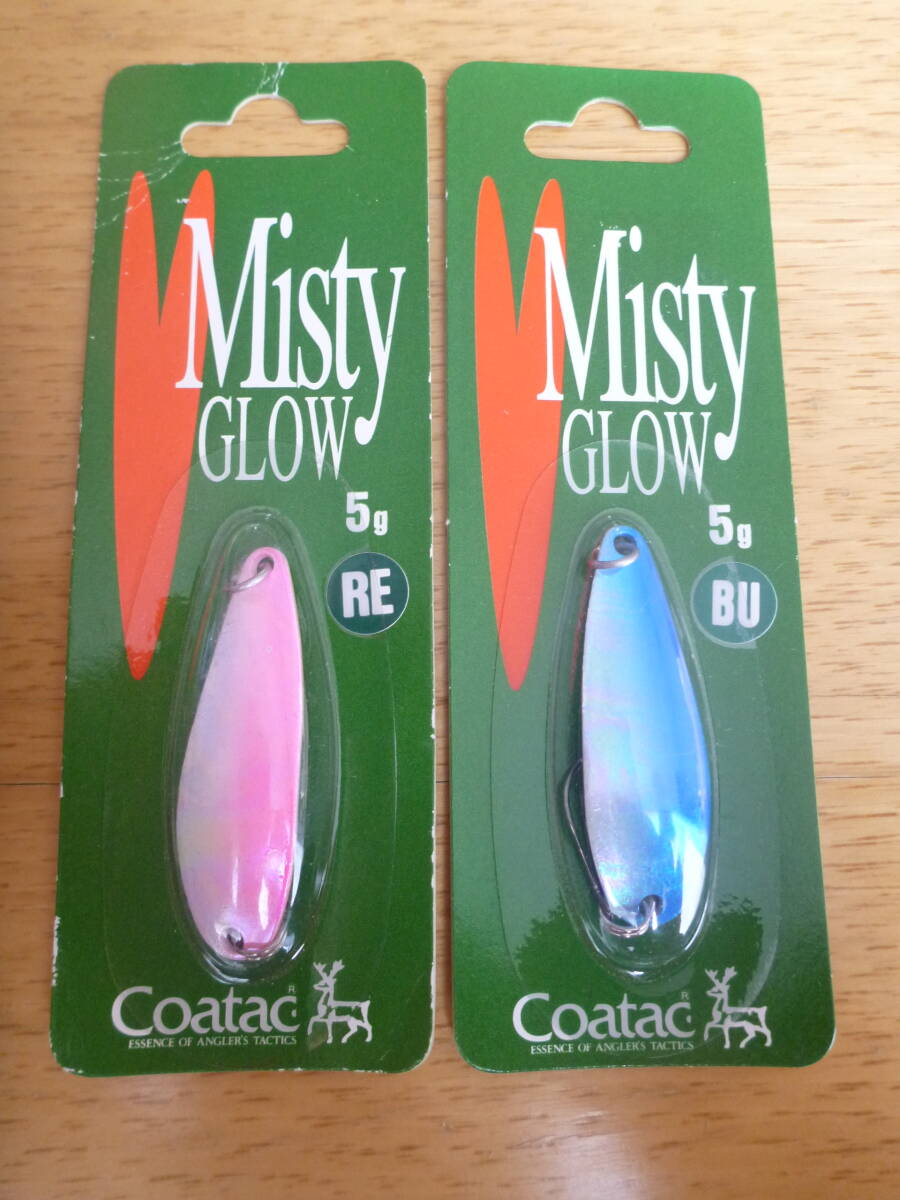 Misty
GLOW
5g
RE
Coatac®
ESSENCE OF ANGLER'S TACTICS
Misty
GLOW
5g
BU
Coatac®
ESSENCE OF ANGLER'S TACTICS